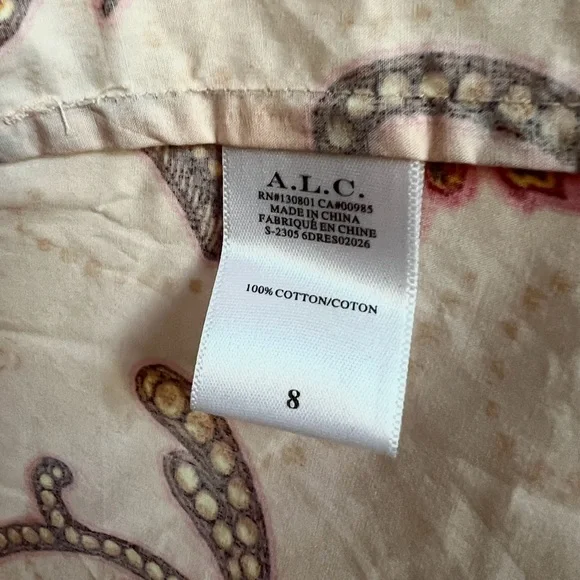 A.L.C.
RN#130801 CA#00985
MADE IN CHINA
FABRIQUÉ EN CHINE
S-2305 6DRES02026
100% COTTON/COTON
8